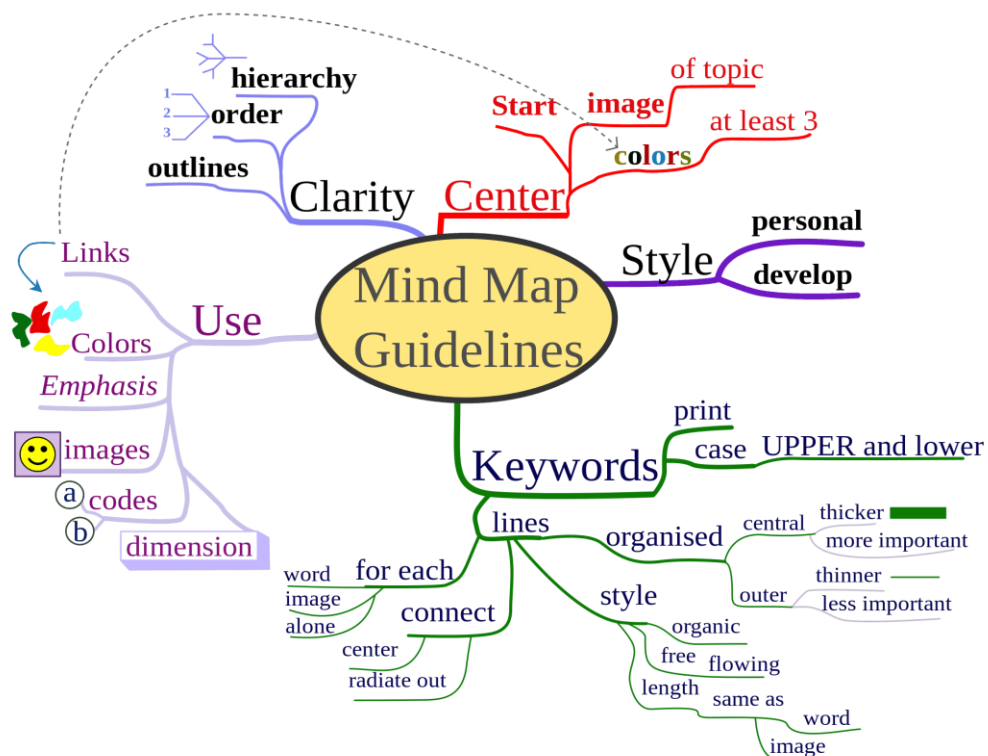 Mind Map
Guidelines
Center
Start
image
of topic
colors
at least 3
Style
personal
develop
Keywords
print
case
UPPER and lower
lines
organised
central
thicker
more important
outer
thinner
less important
style
organic
free
flowing
length
same as
word
image
connect
center
radiate out
for each
word
image
alone
Use
Links
Colors
Emphasis
images
codes
a
b
dimension
Clarity
hierarchy
order
1
2
3
outlines